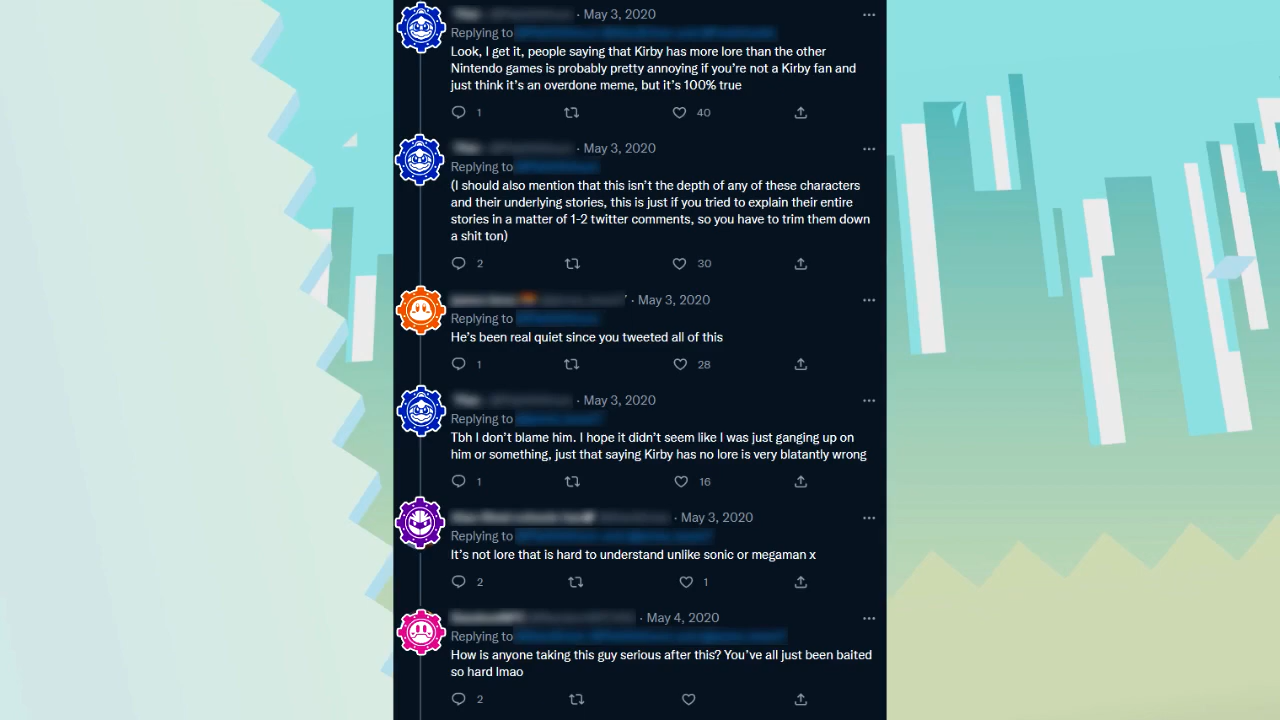 · May 3, 2020
Replying to
Look, I get it, people saying that Kirby has more lore than the other
Nintendo games is probably pretty annoying if you're not a Kirby fan and
just think it's an overdone meme, but it's 100% true
1 40
· May 3, 2020
Replying to
(I should also mention that this isn't the depth of any of these characters
and their underlying stories, this is just if you tried to explain their entire
stories in a matter of 1-2 twitter comments, so you have to trim them down
a shit ton)
2 30
· May 3, 2020
Replying to
He's been real quiet since you tweeted all of this
1 28
· May 3, 2020
Replying to
Tbh I don't blame him. I hope it didn't seem like I was just ganging up on
him or something, just that saying Kirby has no lore is very blatantly wrong
1 16
· May 3, 2020
Replying to
It's not lore that is hard to understand unlike sonic or megaman x
2 1
· May 4, 2020
Replying to
How is anyone taking this guy serious after this? You've all just been baited
so hard lmao
2